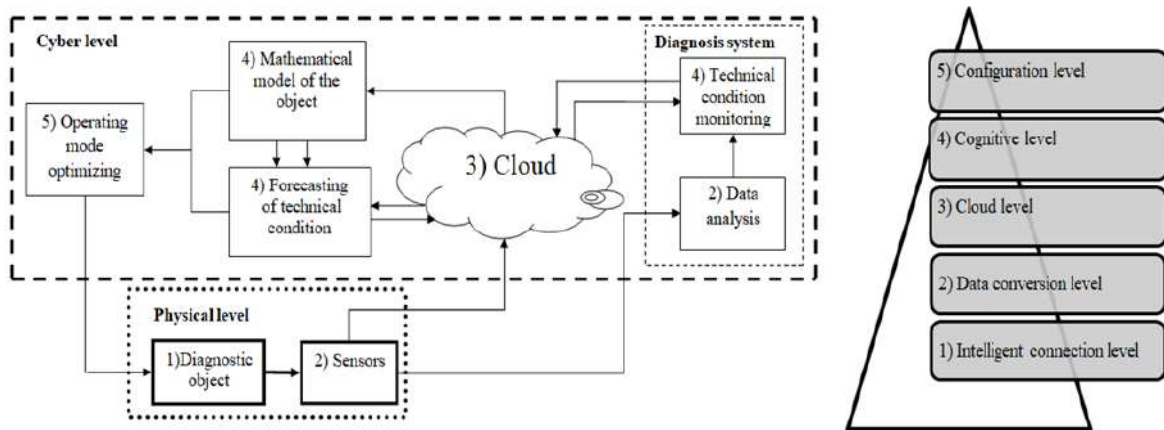 Cyber level
4) Mathematical
model of the
object
5) Operating
mode
optimizing
4) Forecasting
of technical
condition
3) Cloud
Diagnosis system
4) Technical
condition
monitoring
2) Data
analysis
Physical level
1)Diagnostic
object
2) Sensors
5) Configuration level
4) Cognitive level
3) Cloud level
2) Data conversion level
1) Intelligent connection level